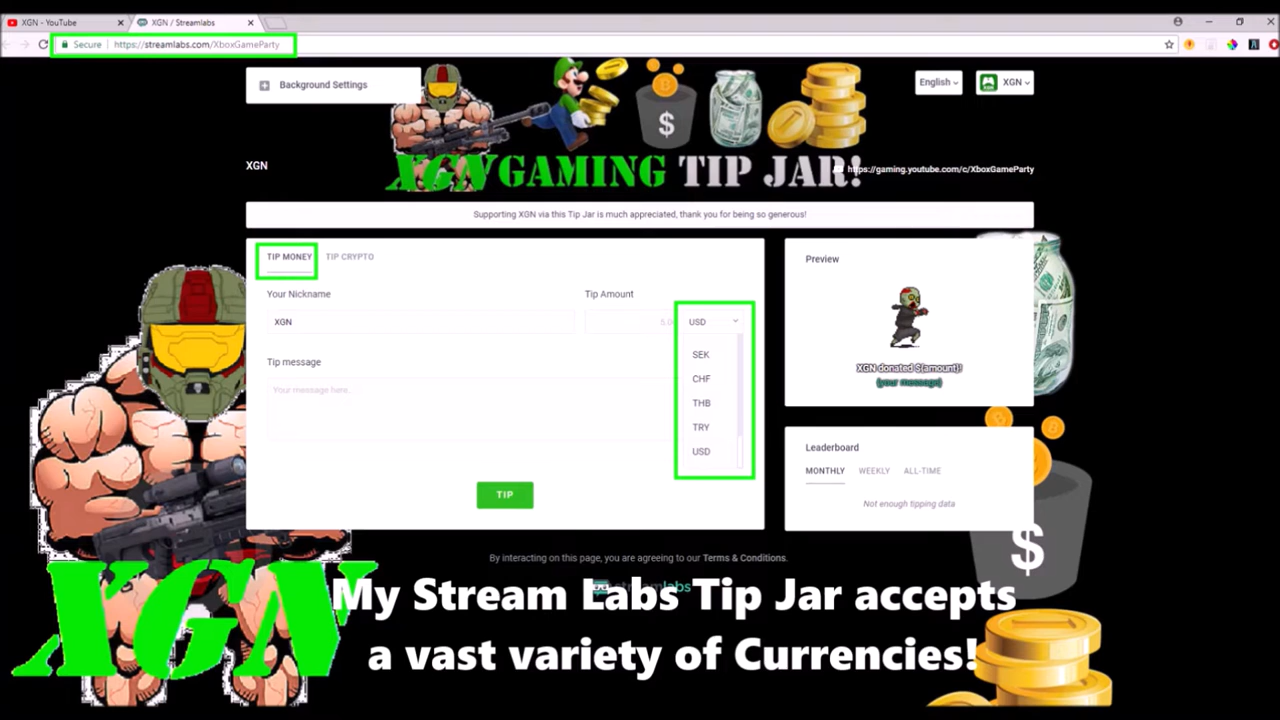 XGN - YouTube
XGN / Streamlabs
Secure
https://streamlabs.com/XboxGameParty
Background Settings
English
XGN
$
XGN GAMING TIP JAR!
XGN
https://gaming.youtube.com/c/XboxGameParty
Supporting XGN via this Tip Jar is much appreciated, thank you for being so generous!
TIP MONEY
TIP CRYPTO
Your Nickname
Tip Amount
XGN
5.00
USD
SEK
CHF
THB
TRY
USD
Tip message
Your message here...
TIP
Preview
XGN donated ${amount}!
{your message}
Leaderboard
MONTHLY
WEEKLY
ALL-TIME
Not enough tipping data
By interacting on this page, you are agreeing to our Terms & Conditions.
streamlabs
$
XGN
My Stream Labs Tip Jar accepts
a vast variety of Currencies!